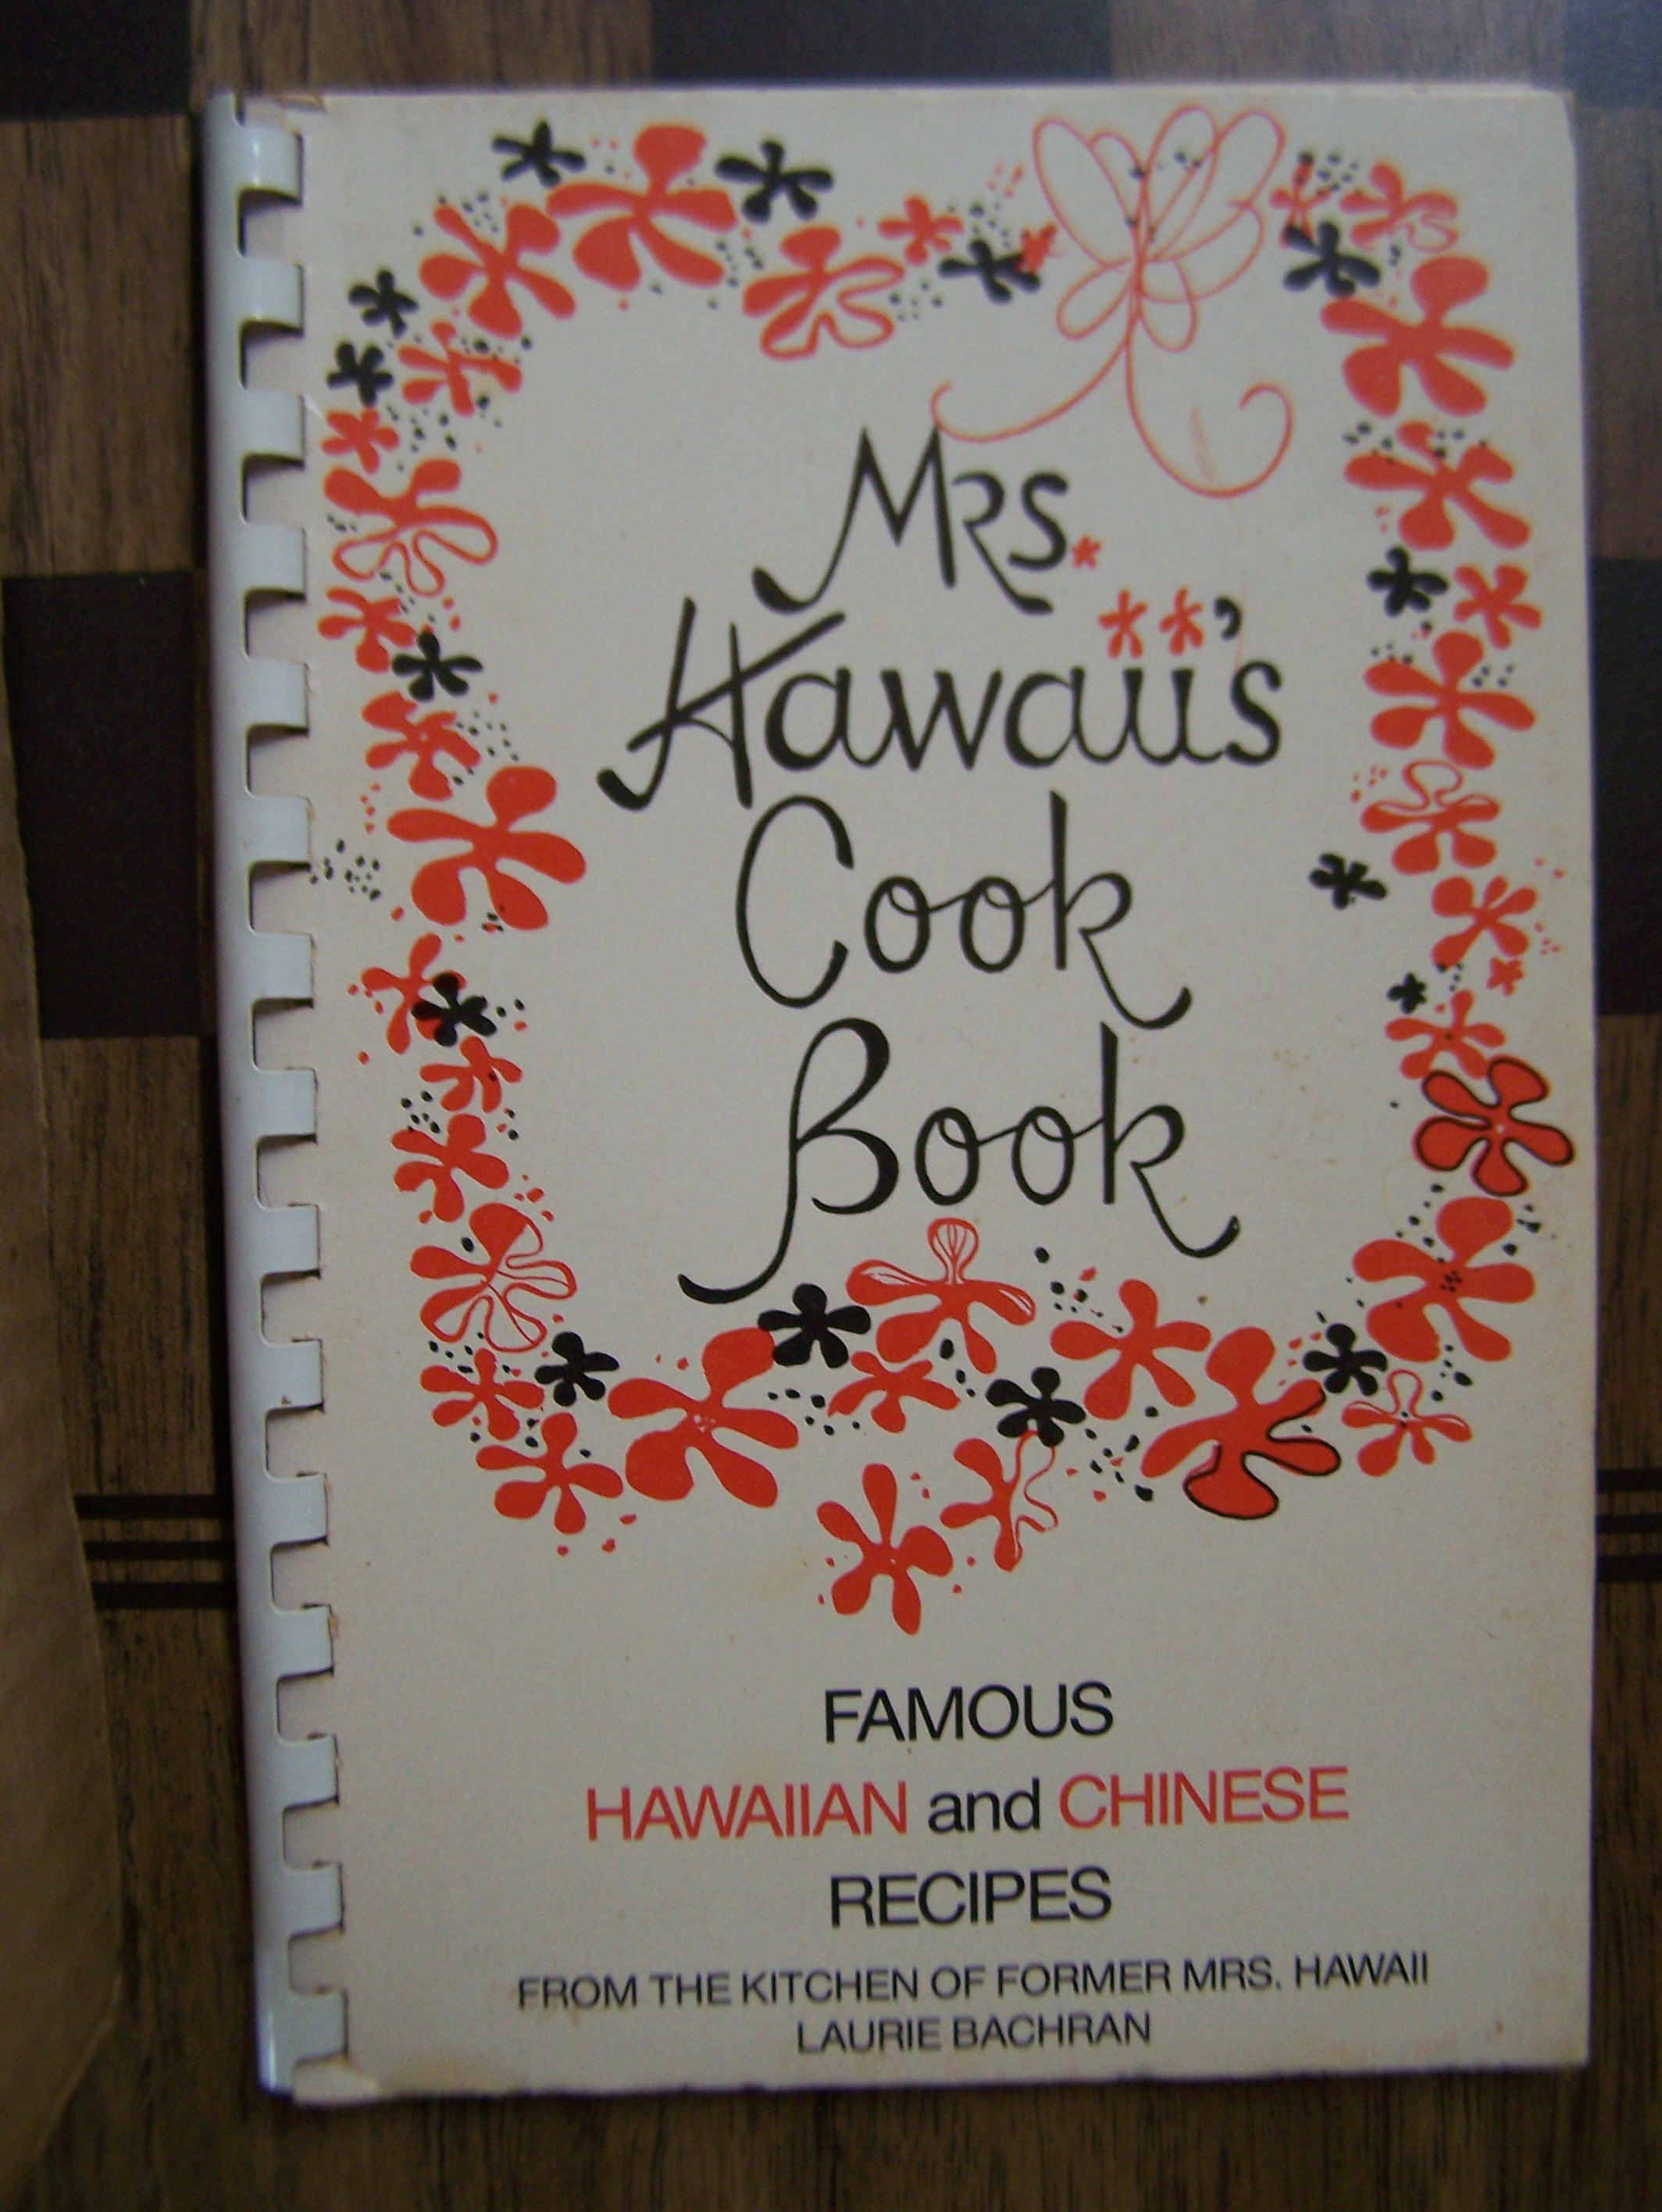 Mrs.
Hawaii's
Cook
Book
FAMOUS
HAWAIIAN and CHINESE
RECIPES
FROM THE KITCHEN OF FORMER MRS. HAWAII
LAURIE BACHRAN